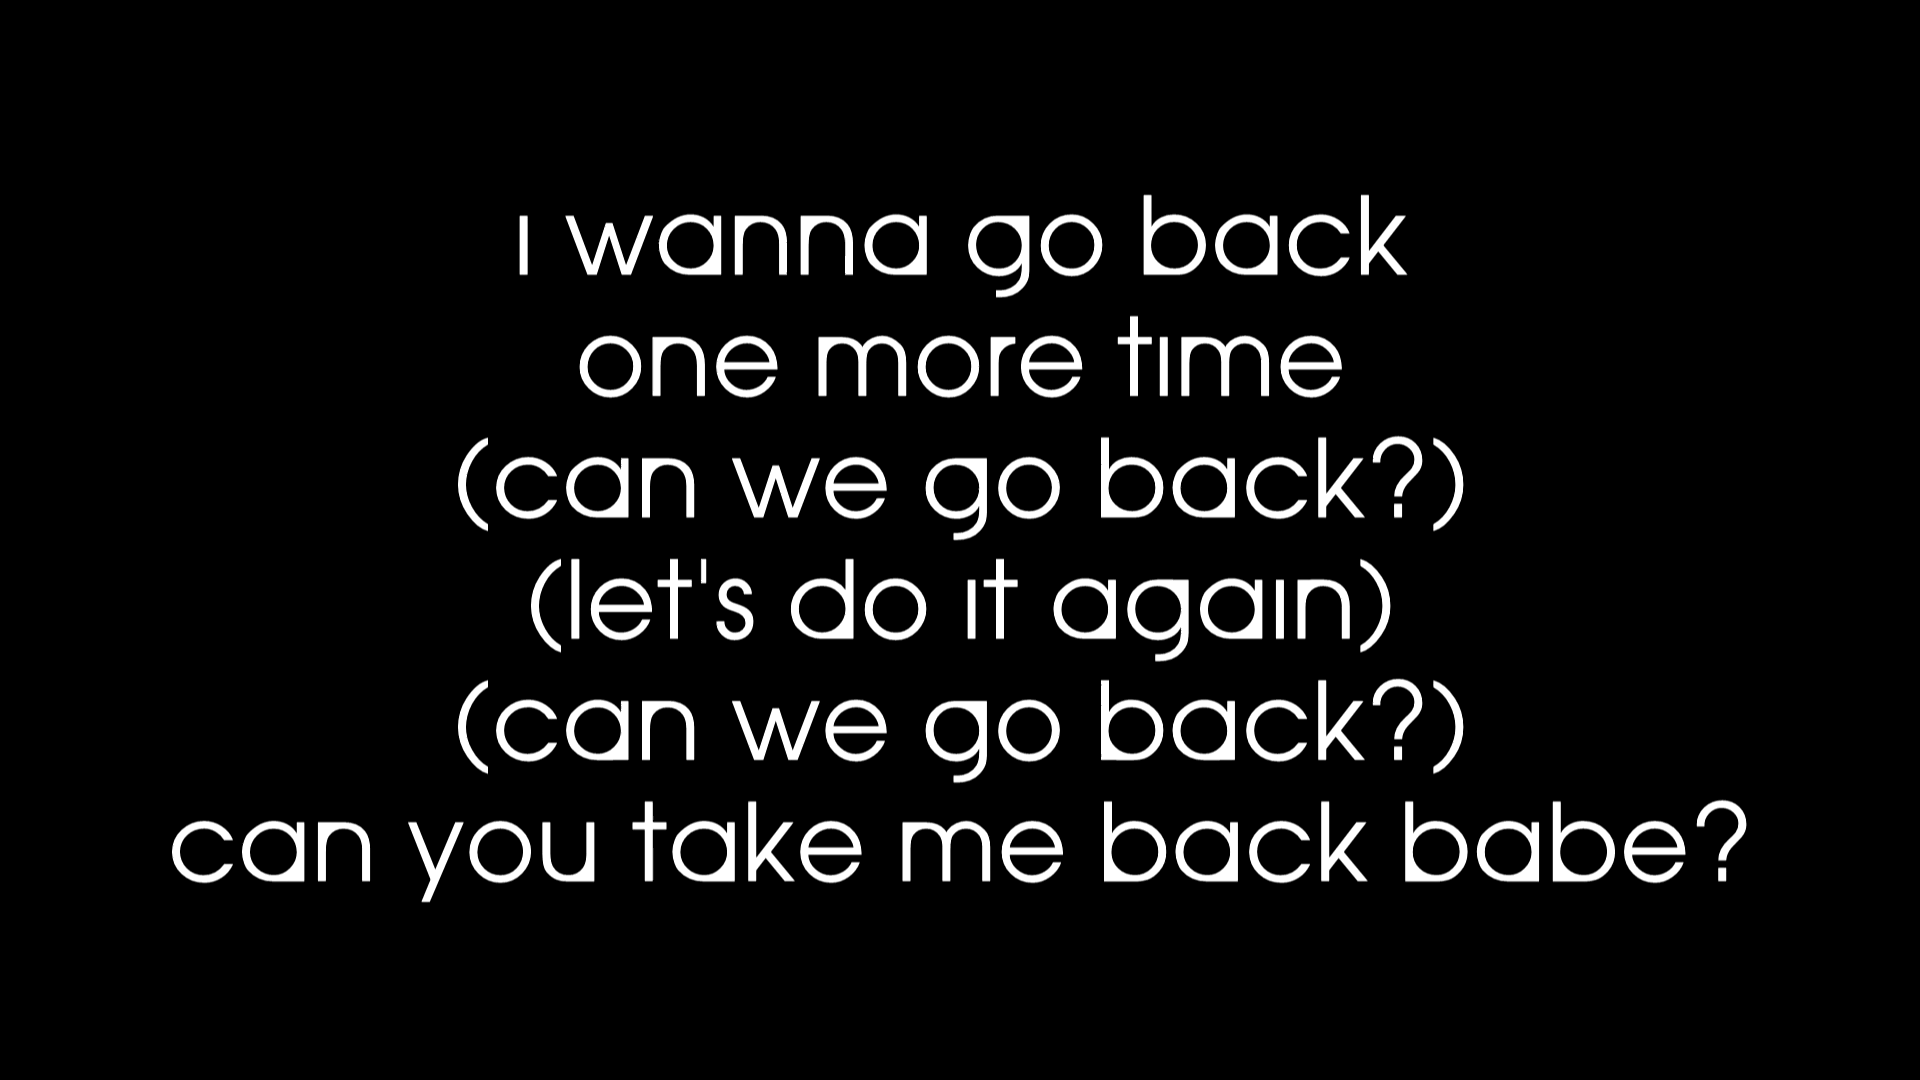 i wanna go back
one more time
(can we go back?)
(let's do it again)
(can we go back?)
can you take me back babe?